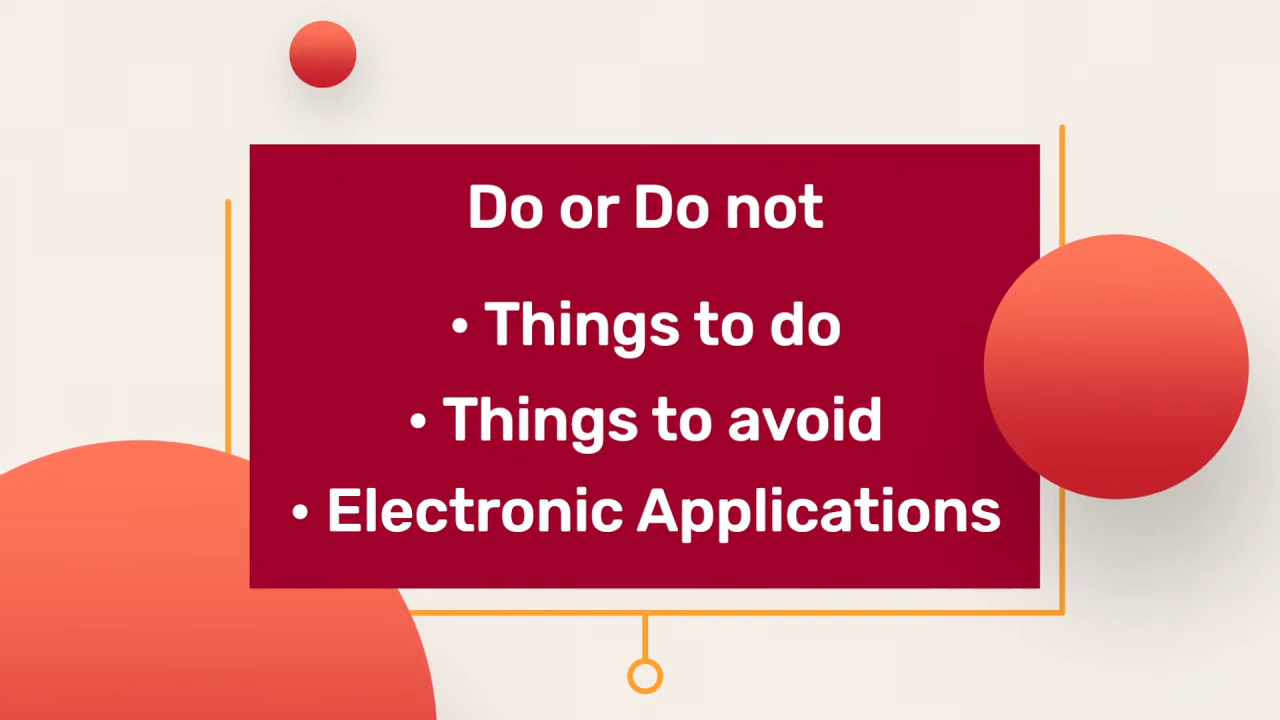 Do or Do not
• Things to do
• Things to avoid
• Electronic Applications